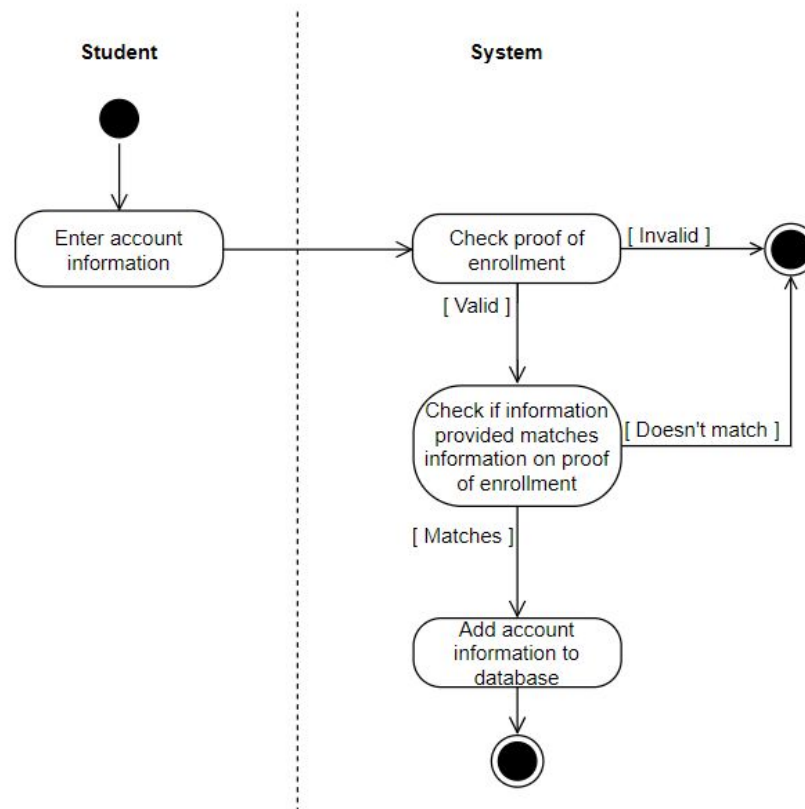 Student
System
Enter account
information
Check proof of
enrollment
[ Invalid ]
[ Valid ]
Check if information
provided matches
information on proof
of enrollment
[ Doesn't match ]
[ Matches ]
Add account
information to
database